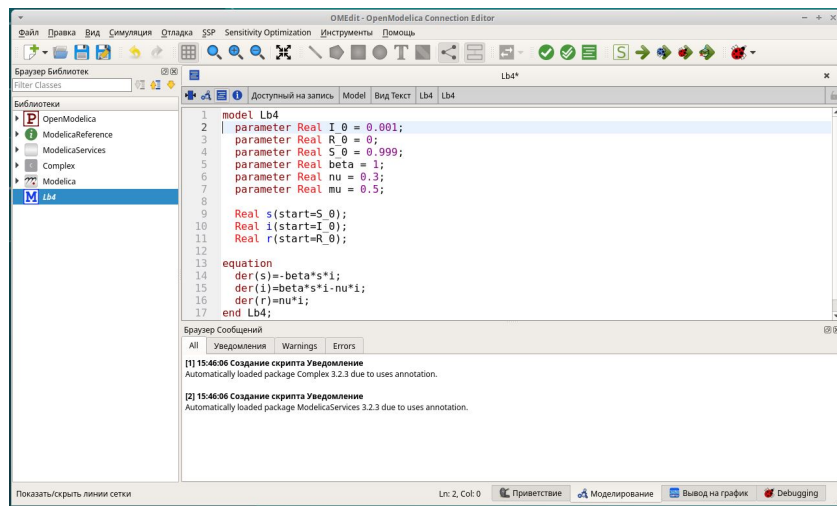 OMEdit - OpenModelica Connection Editor
Файл Правка Вид Симуляция Отладка SSP Sensitivity Optimization Инструменты Помощь
T S
Браузер Библиотек
Lb4*
Filter Classes
Доступный на запись Model Вид Текст Lb4 Lb4
Библиотеки
P OpenModelica
i ModelicaReference
ModelicaServices
Complex
Modelica
M Lb4
1 model Lb4
2 parameter Real I_0 = 0.001;
3 parameter Real R_0 = 0;
4 parameter Real S_0 = 0.999;
5 parameter Real beta = 1;
6 parameter Real nu = 0.3;
7 parameter Real mu = 0.5;
8
9 Real s(start=S_0);
10 Real i(start=I_0);
11 Real r(start=R_0);
12
13 equation
14 der(s)=-beta*s*i;
15 der(i)=beta*s*i-nu*i;
16 der(r)=nu*i;
17 end Lb4;
Браузер Сообщений
All Уведомления Warnings Errors
[1] 15:46:06 Создание скрипта Уведомление
Automatically loaded package Complex 3.2.3 due to uses annotation.
[2] 15:46:06 Создание скрипта Уведомление
Automatically loaded package ModelicaServices 3.2.3 due to uses annotation.
Показать/скрыть линии сетки Ln: 2, Col: 0 Приветствие Моделирование Вывод на график Debugging